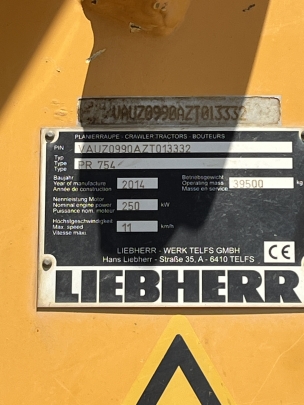 VAUZ0990AZT013332
PLANIERRAUPE - CRAWLER TRACTORS - BOUTEURS
PIN VAUZ0990AZT013332
Typ
Type PR 754
Type
Baujahr Betriebsgewicht
Year of manufacture 2014 Operating mass 39500 kg
Année de construction Masse en service
Nennleistung Motor
Nominal engine power 250 kW
Puissance nom. moteur
Höchstgeschwindigkeit
Max. speed 11 km/h
Vitesse maxi
LIEBHERR - WERK TELFS GMBH
Hans Liebherr - Straße 35, A - 6410 TELFS
CE
LIEBHERR